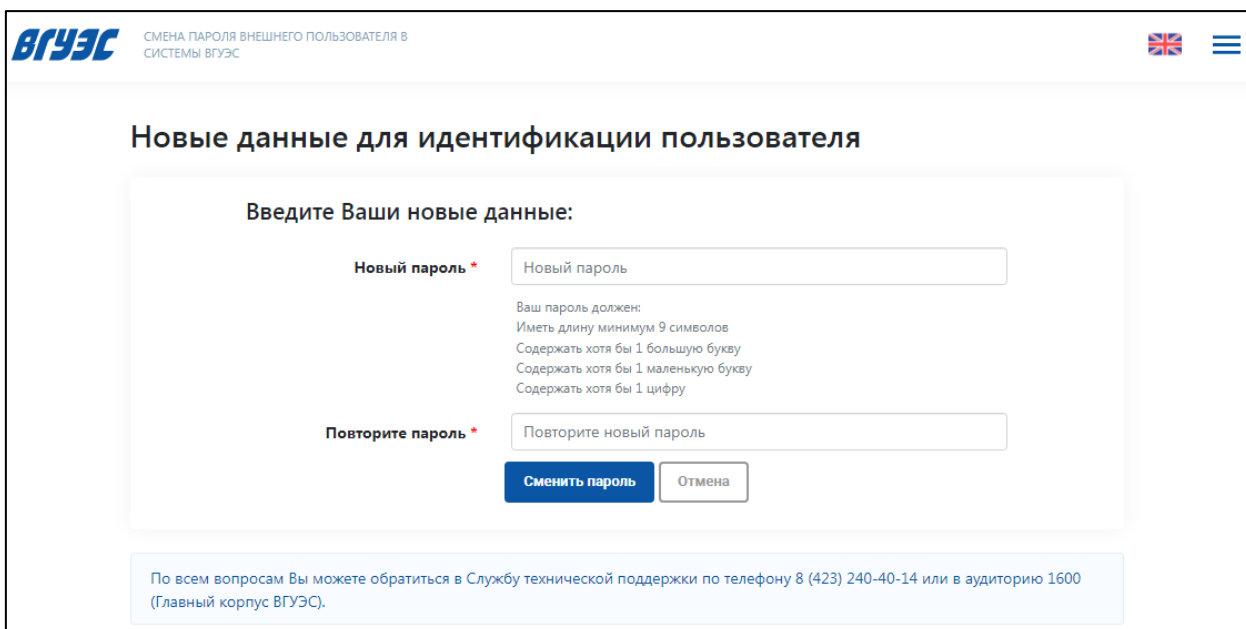 ВГУЭС
СМЕНА ПАРОЛЯ ВНЕШНЕГО ПОЛЬЗОВАТЕЛЯ В
СИСТЕМЫ ВГУЭС
Новые данные для идентификации пользователя
Введите Ваши новые данные:
Новый пароль *
Новый пароль
Ваш пароль должен:
Иметь длину минимум 9 символов
Содержать хотя бы 1 большую букву
Содержать хотя бы 1 маленькую букву
Содержать хотя бы 1 цифру
Повторите пароль *
Повторите новый пароль
Сменить пароль
Отмена
По всем вопросам Вы можете обратиться в Службу технической поддержки по телефону 8 (423) 240-40-14 или в аудиторию 1600
(Главный корпус ВГУЭС).